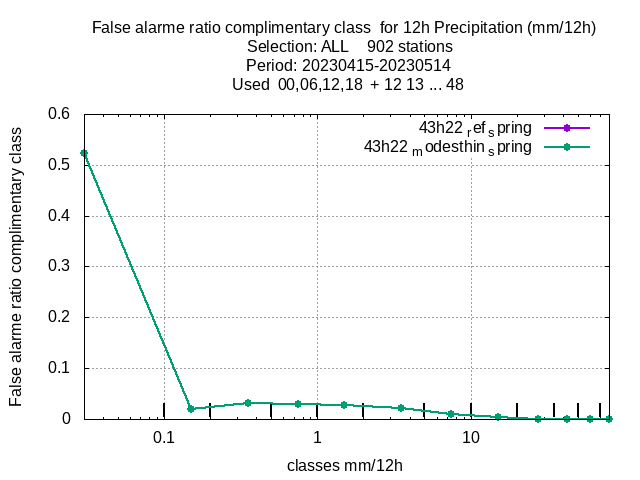 False alarme ratio complimentary class  for 12h Precipitation (mm/12h)
Selection: ALL    902 stations
Period: 20230415-20230514
Used  00,06,12,18  + 12 13 ... 48
False alarme ratio complimentary class
0.6
0.5
0.4
0.3
0.2
0.1
0
43h22 ref spring
43h22 modesthin spring
0.1
1
10
classes mm/12h